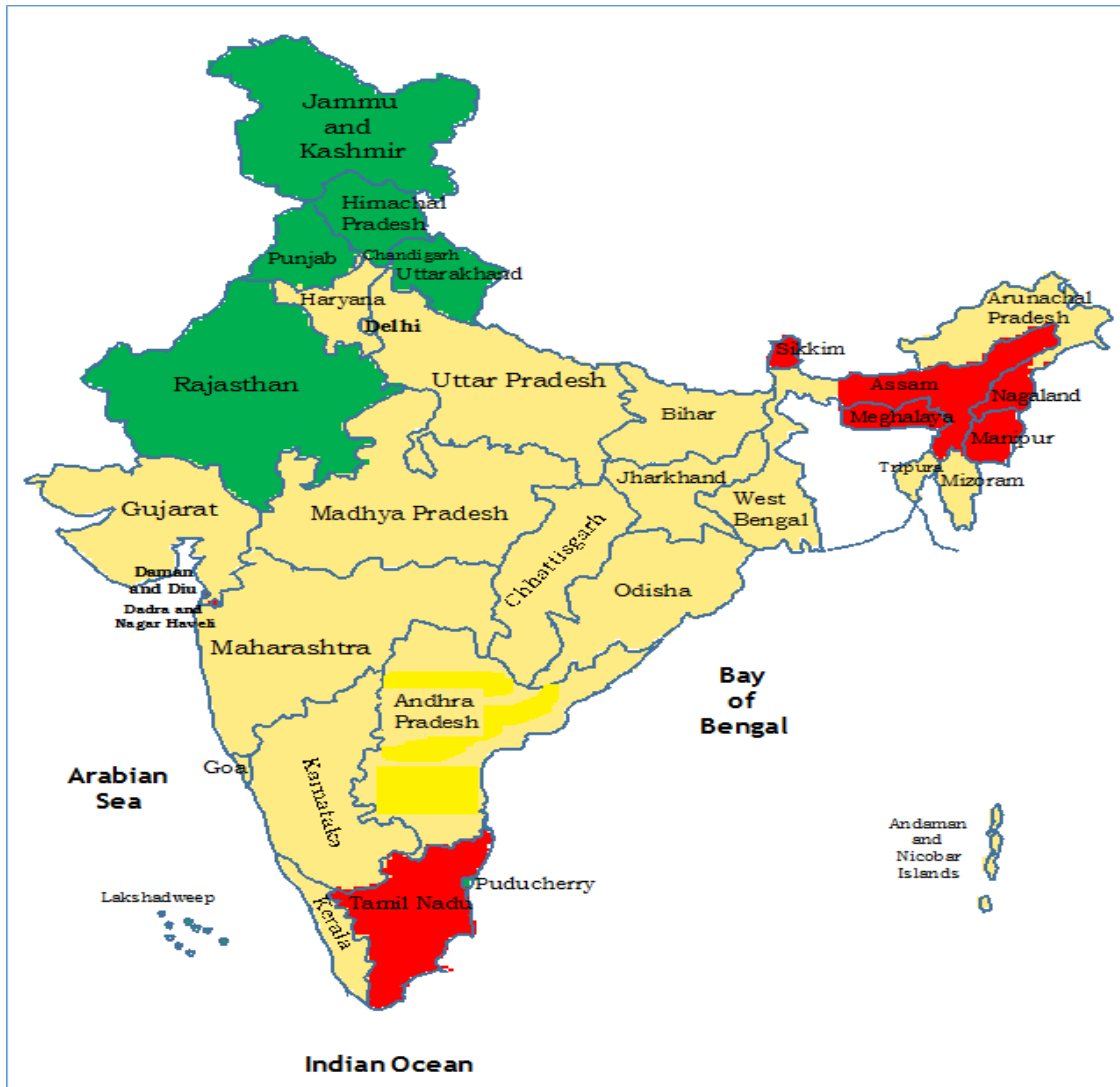 Jammu
and
Kashmir
Himachal
Pradesh
Punjab
Chandigarh
Uttarakhand
Haryana
Delhi
Arunachal
Pradesh
Sikkim
Rajasthan
Uttar Pradesh
Assam
Nagaland
Bihar
Meghalaya
Manipur
Tripura
Mizoram
Jharkhand
West
Bengal
Gujarat
Madhya Pradesh
Chhattisgarh
Daman
and Diu
Dadra and
Nagar Haveli
Odisha
Maharashtra
Andhra
Pradesh
Bay
of
Bengal
Goa
Karnataka
Arabian
Sea
Andaman
and
Nicobar
Islands
Puducherry
Lakshadweep
Tamil Nadu
Kerala
Indian Ocean